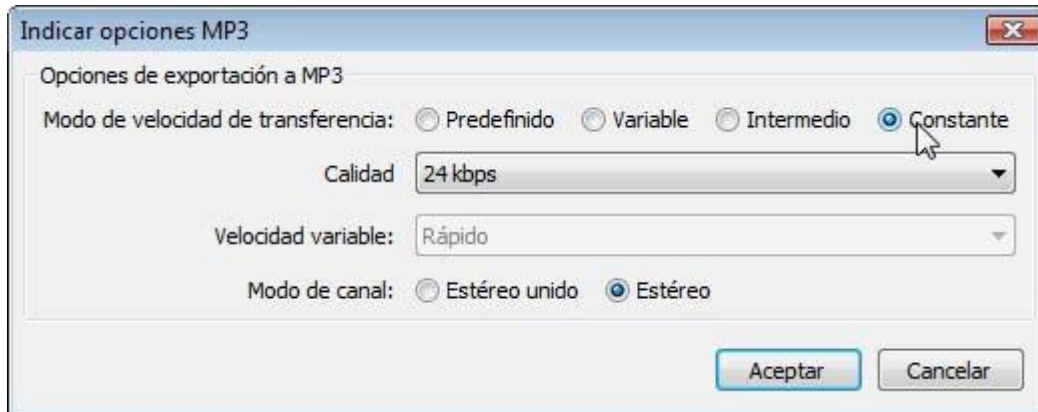 Indicar opciones MP3
Opciones de exportación a MP3
Modo de velocidad de transferencia: Predefinido Variable Intermedio Constante
Calidad 24 kbps
Velocidad variable: Rápido
Modo de canal: Estéreo unido Estéreo
Aceptar Cancelar